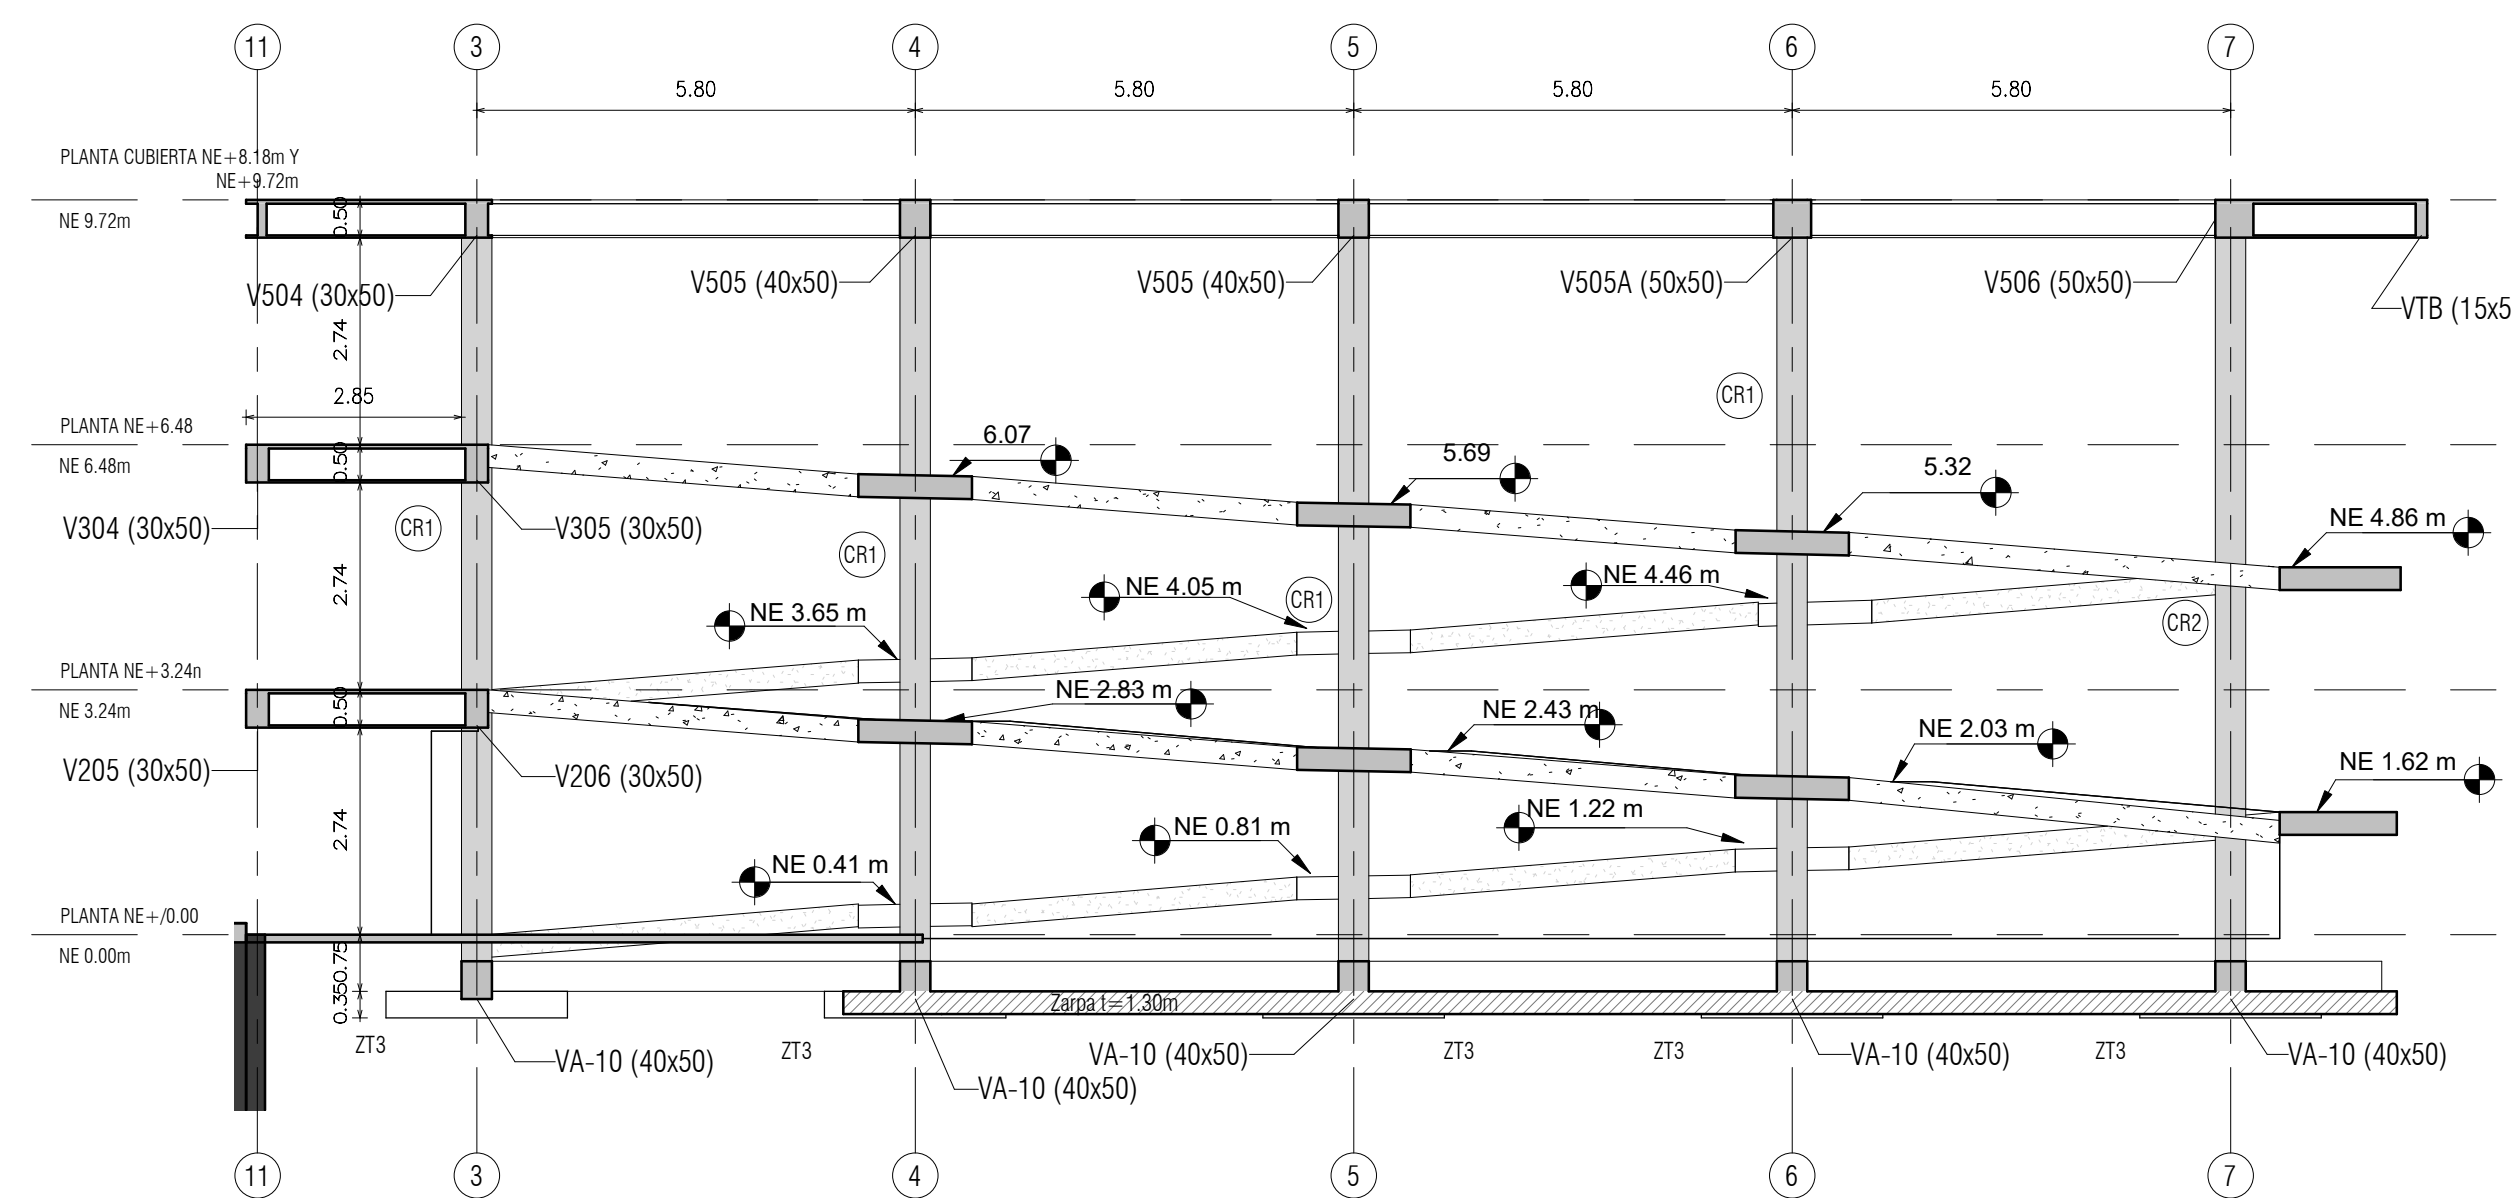 11
3
4
5
6
7
5.80
5.80
5.80
5.80
PLANTA CUBIERTA NE+8.18m Y
NE+9.72m
NE 9.72m
0.50
V504 (30x50)
V505 (40x50)
V505 (40x50)
V505A (50x50)
V506 (50x50)
VTB (15x5
2.74
2.85
CR1
PLANTA NE+6.48
NE 6.48m
0.50
6.07
5.69
5.32
NE 4.86 m
V304 (30x50)
CR1
V305 (30x50)
CR1
2.74
NE 3.65 m
NE 4.05 m
CR1
NE 4.46 m
CR2
PLANTA NE+3.24n
NE 3.24m
0.50
NE 2.83 m
NE 2.43m
NE 2.03 m
NE 1.62 m
V205 (30x50)
V206 (30x50)
2.74
NE 0.41 m
NE 0.81 m
NE 1.22 m
PLANTA NE+/0.00
NE 0.00m
0.75
0.35
Zarpa t=1.30m
ZT3
VA-10 (40x50)
ZT3
VA-10 (40x50)
VA-10 (40x50)
ZT3
ZT3
VA-10 (40x50)
ZT3
VA-10 (40x50)
11
3
4
5
6
7